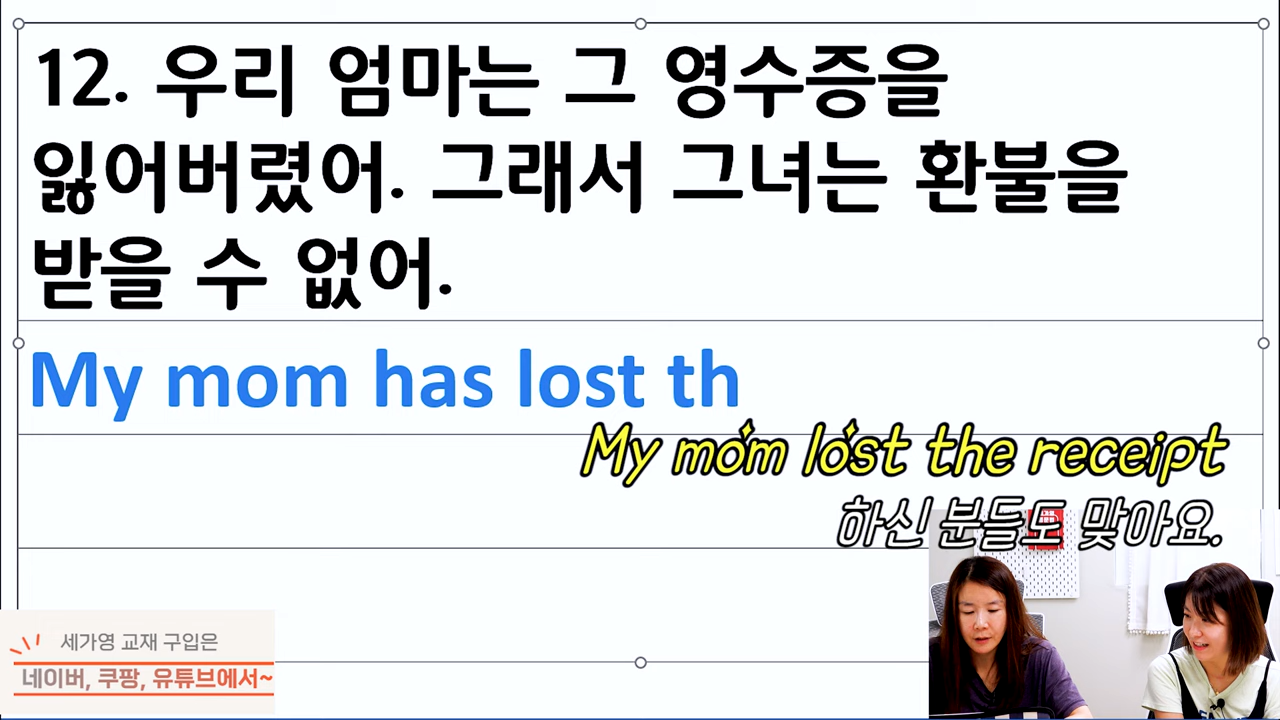 12. 우리 엄마는 그 영수증을
잃어버렸어. 그래서 그녀는 환불을
받을 수 없어.
My mom has lost th
My mom lost the receipt
하신 분들도 맞아요.
세가영 교재 구입은
네이버, 쿠팡, 유튜브에서~